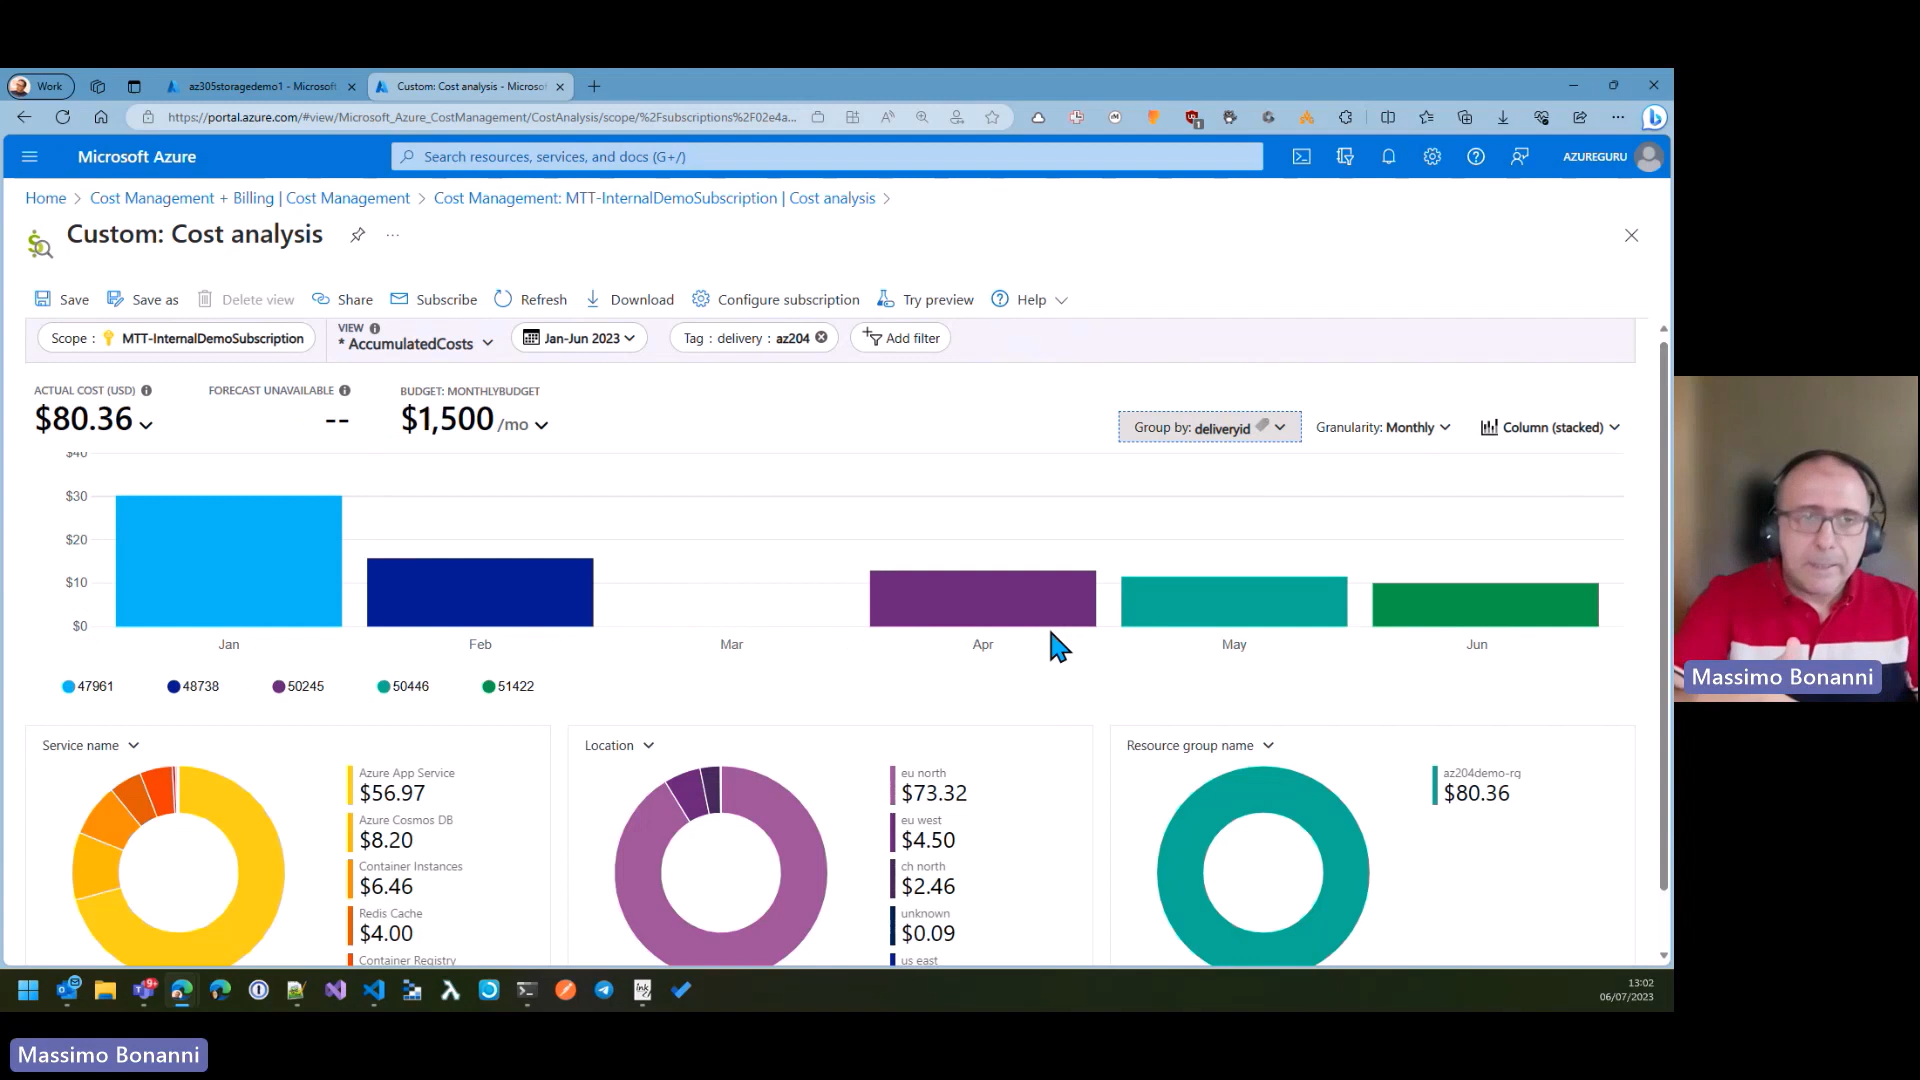 Work
az305storagedemo1 - Microsoft
Custom: Cost analysis - Microsof
https://portal.azure.com/#view/Microsoft_Azure_CostManagement/CostAnalysis/scope/%2Fsubscriptions%2F02e4a...
Microsoft Azure
Search resources, services, and docs (G+/)
AZUREGURU
Home > Cost Management + Billing | Cost Management > Cost Management: MTT-InternalDemoSubscription | Cost analysis >
Custom: Cost analysis
Save Save as Delete view Share Subscribe Refresh Download Configure subscription Try preview Help
VIEW
Scope : MTT-InternalDemoSubscription * AccumulatedCosts Jan-Jun 2023 Tag : delivery : az204 Add filter
ACTUAL COST (USD) FORECAST UNAVAILABLE BUDGET: MONTHLYBUDGET
$80.36 -- $1,500 /mo
Group by: deliveryid Granularity: Monthly Column (stacked)
$40
$30
$20
$10
$0
Jan Feb Mar Apr May Jun
47961 48738 50245 50446 51422
Service name
Azure App Service
$56.97
Azure Cosmos DB
$8.20
Container Instances
$6.46
Redis Cache
$4.00
Container Registry
Location
eu north
$73.32
eu west
$4.50
ch north
$2.46
unknown
$0.09
us east
Resource group name
az204demo-rg
$80.36
Massimo Bonanni
13:02
06/07/2023
Massimo Bonanni